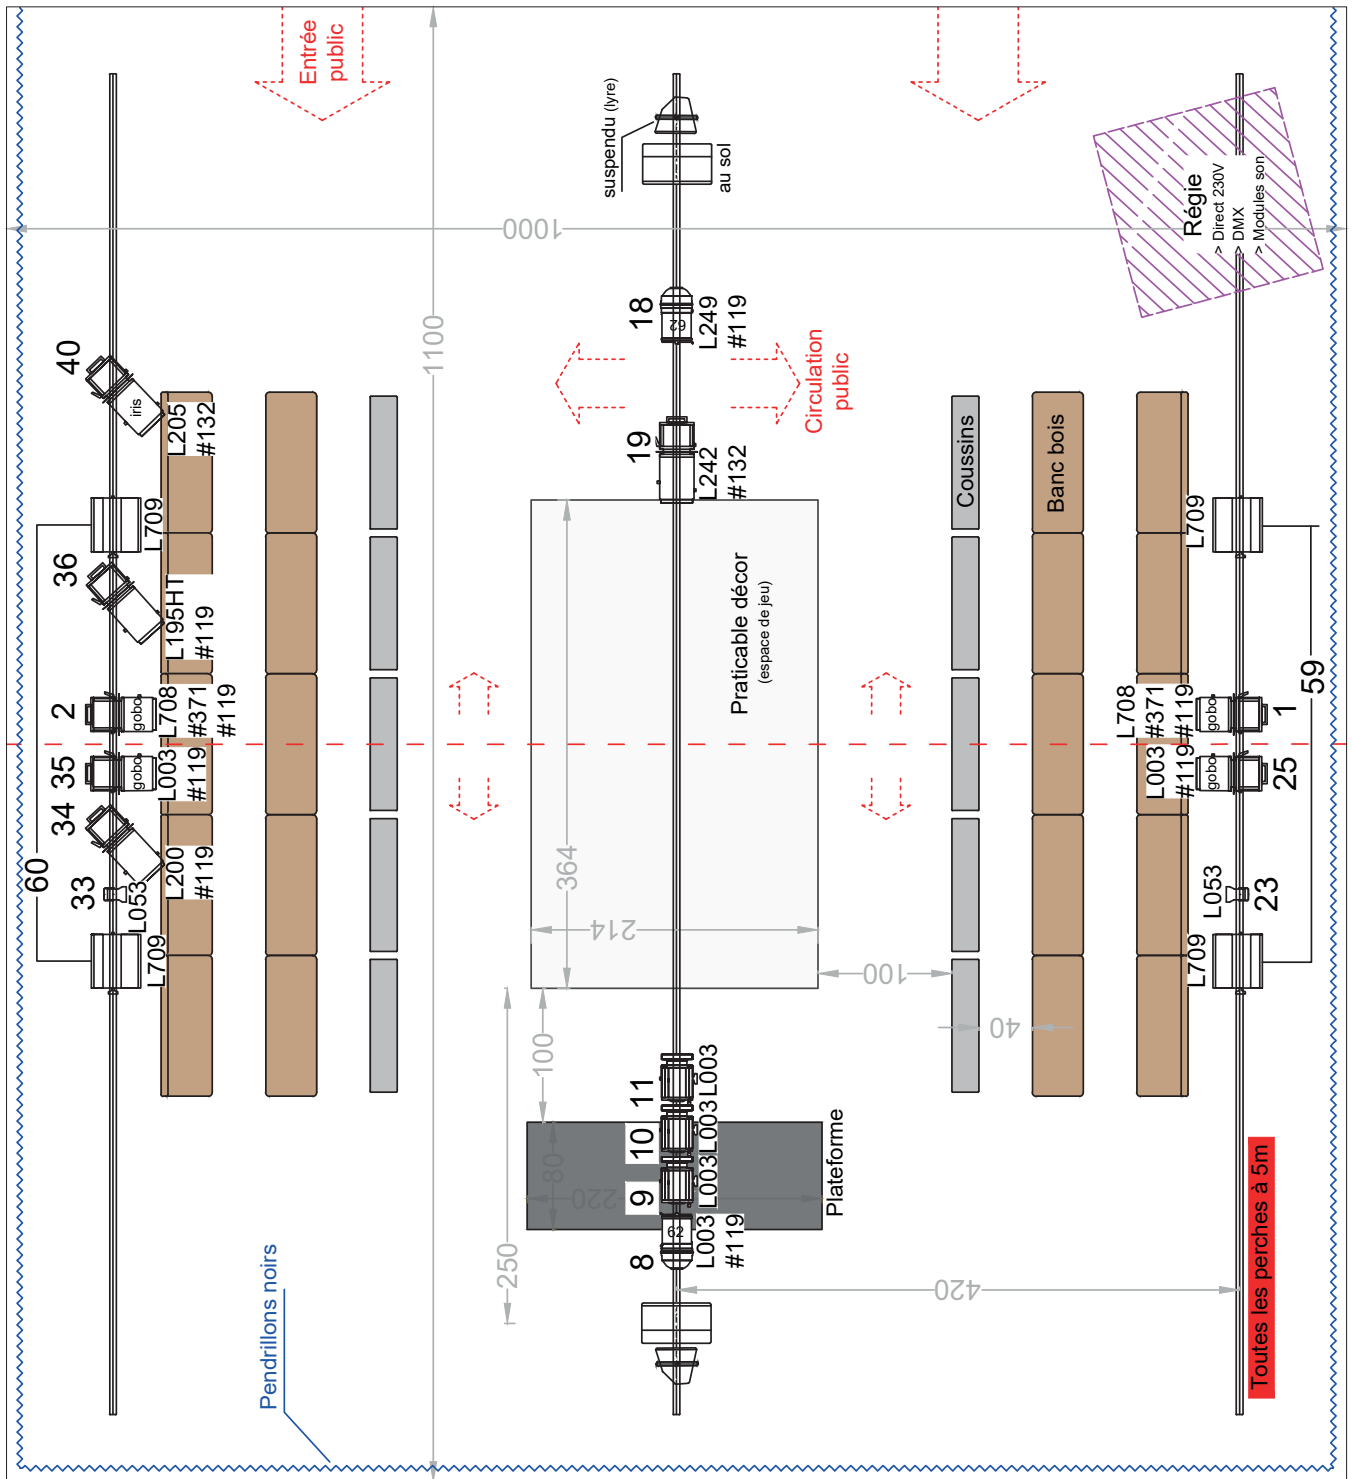 Entrée
public
suspendu (lyre)
au sol
Régie
> Direct 230V
> DMX
> Modules son
1000
1100
18
62
L249
#119
40
iris
L205
#132
Circulation
public
19
L242
#132
Coussins
Banc bois
L709
36
L195HT
#119
L709
60
59
2
gobo
L708
#371
#119
35
gobo
L003
#119
34
L200
#119
33
L053
L709
Praticable décor
(espace de jeu)
364
214
L708
#371
#119
gobo
1
L003
#119
gobo
25
L053
23
L709
100
40
100
250
11
L003
10
L003
9
L003
8
62
L003
#119
80
220
Plateforme
420
Pendrillons noirs
Toutes les perches à 5m